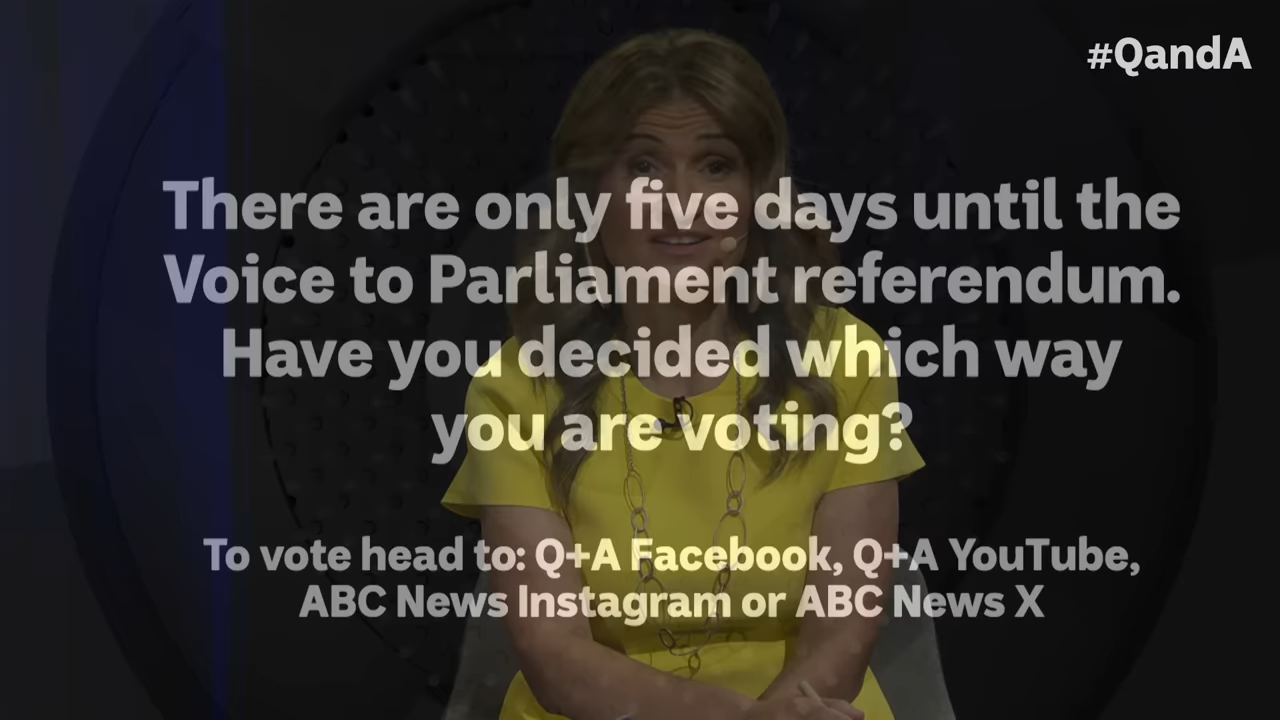 #QandA
There are only five days until the
Voice to Parliament referendum.
Have you decided which way
you are voting?
To vote head to: Q+A Facebook, Q+A YouTube,
ABC News Instagram or ABC News X